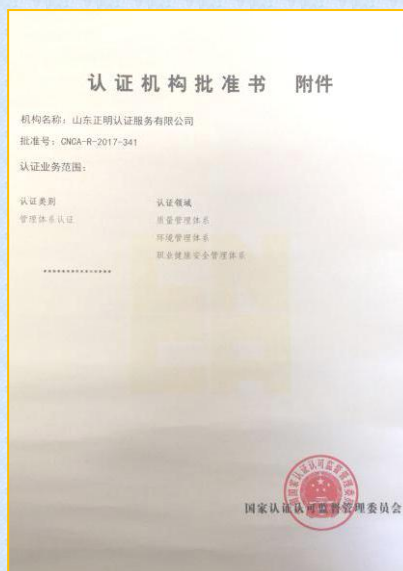 认证机构批准书 附件
机构名称：山东正明认证服务有限公司
批准号：CNCA-R-2017-341
认证业务范围：
认证类别 认证领域
管理体系认证 质量管理体系
环境管理体系
职业健康安全管理体系
***************
国家认证认可监督管理委员会